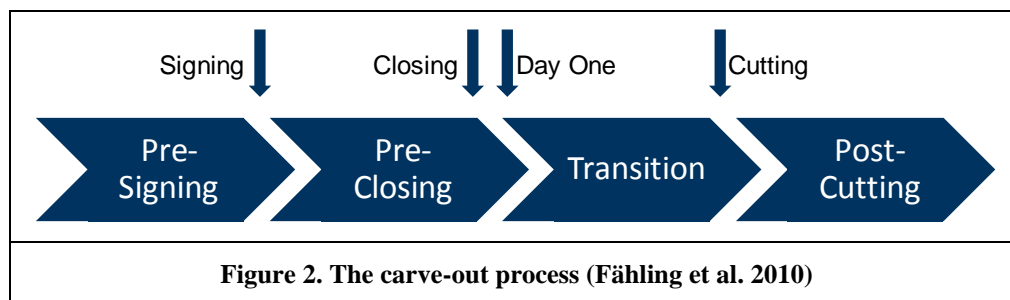 Signing Closing Day One Cutting
Pre-
Signing
Pre-
Closing
Transition
Post-
Cutting
Figure 2. The carve-out process (Fähling et al. 2010)